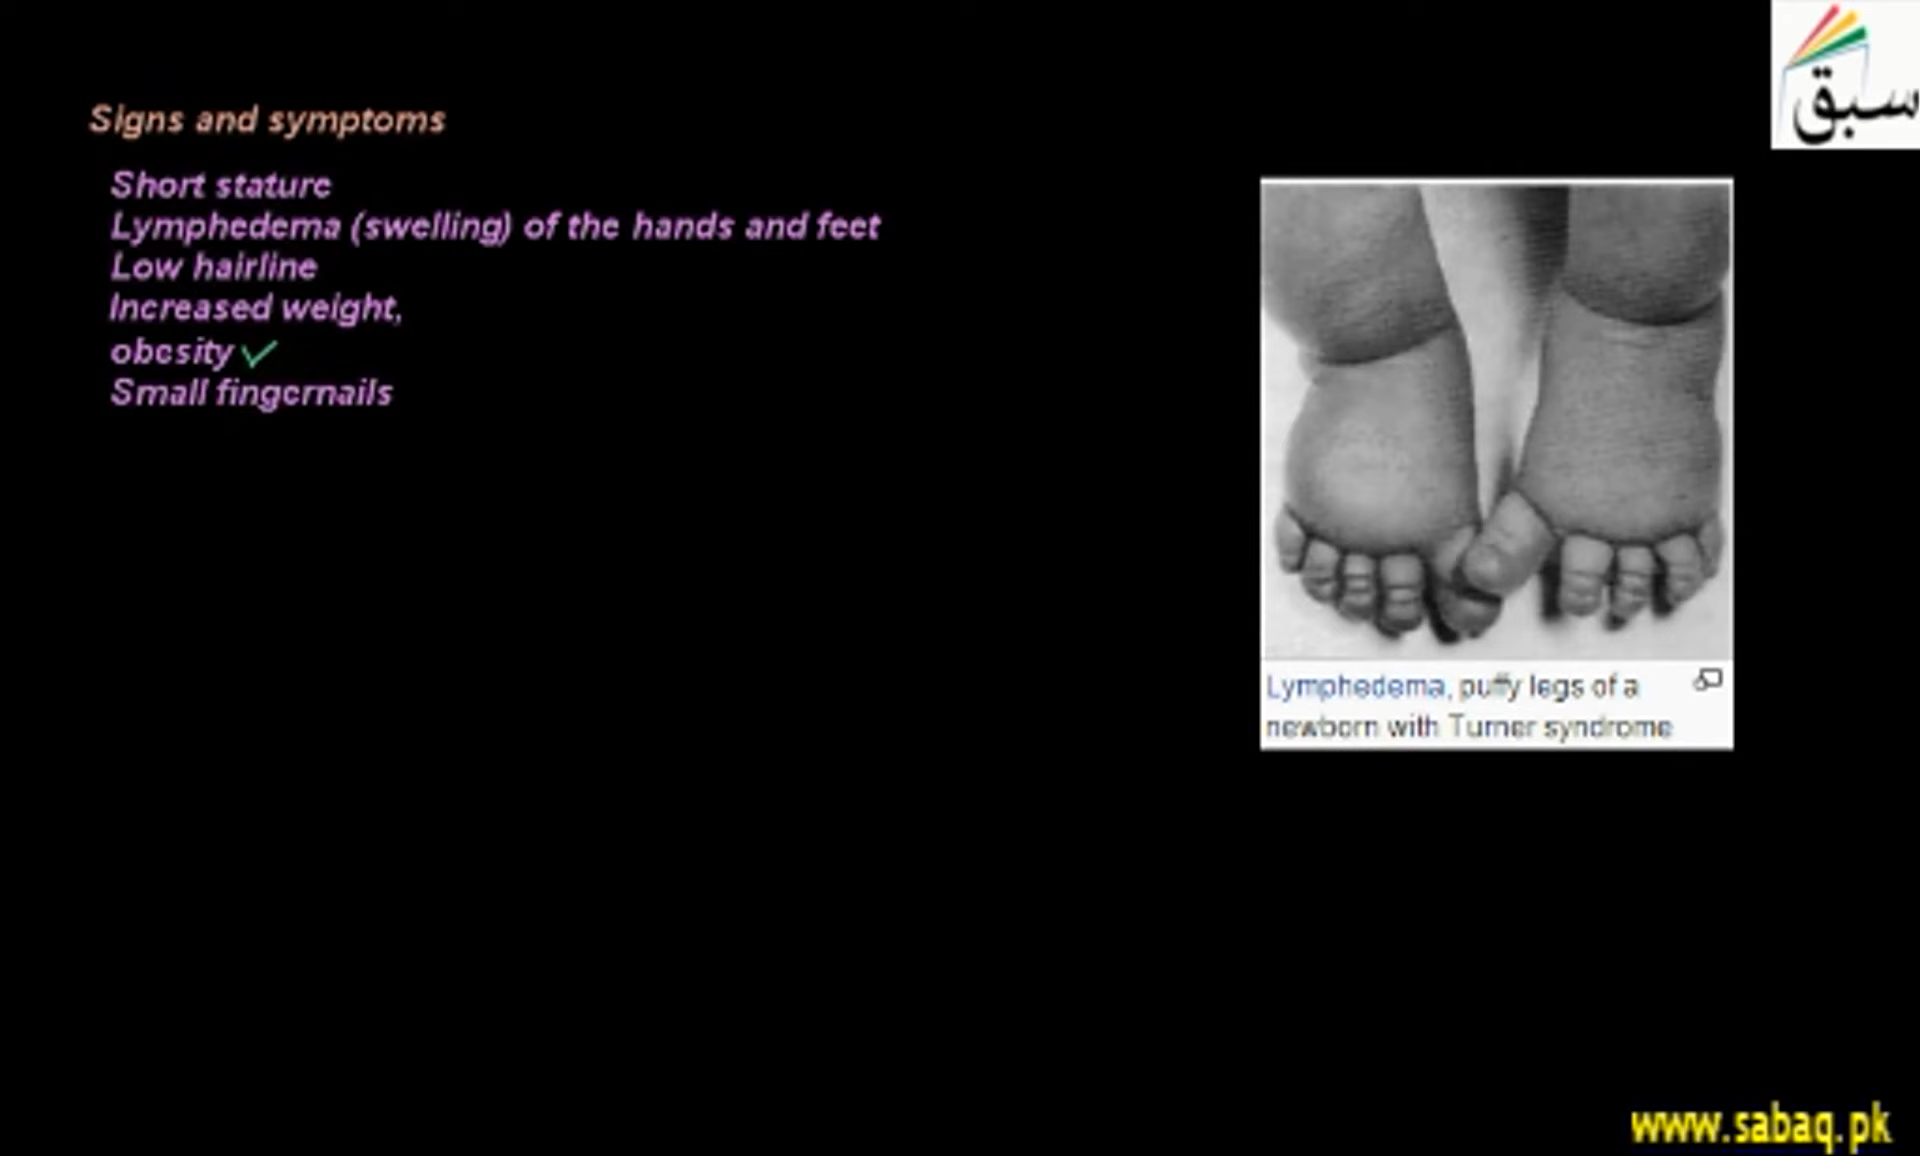 سبق
Signs and symptoms
Short stature
Lymphedema (swelling) of the hands and feet
Low hairline
Increased weight,
obesity
Small fingernails
Lymphedema, puffy legs of a
newborn with Turner syndrome
www.sabaq.pk